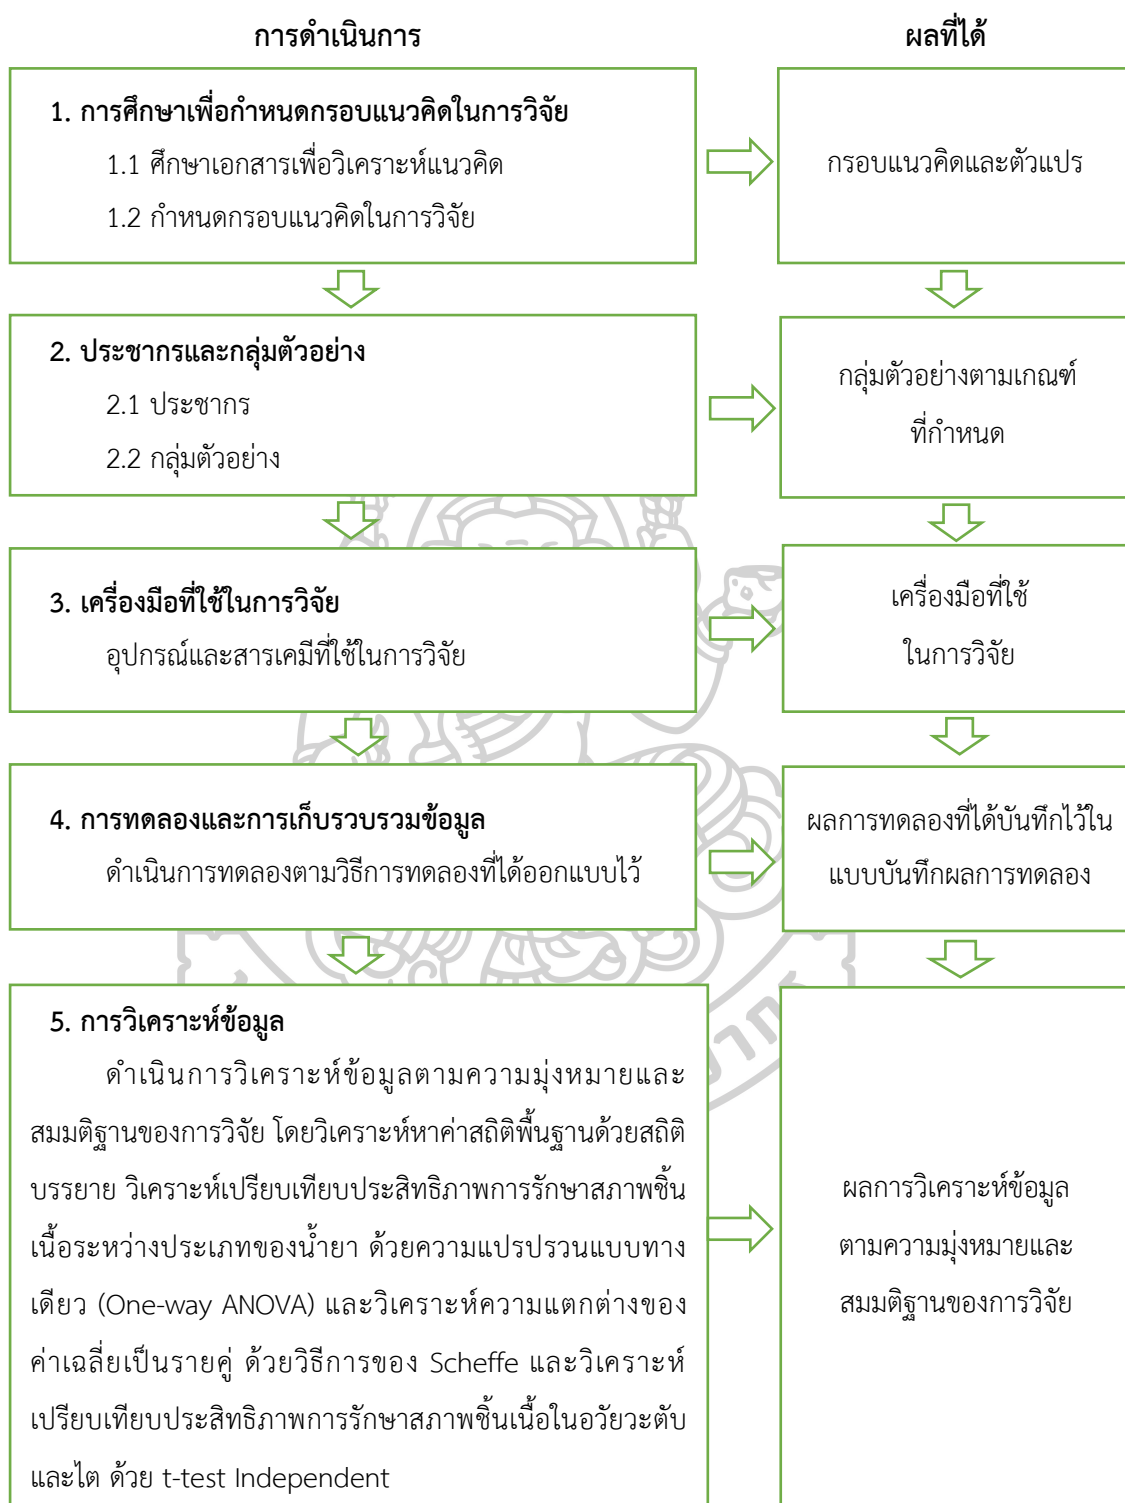 การดำเนินการ
ผลที่ได้
1. การศึกษาเพื่อกำหนดกรอบแนวคิดในการวิจัย
1.1 ศึกษาเอกสารเพื่อวิเคราะห์แนวคิด
1.2 กำหนดกรอบแนวคิดในการวิจัย
กรอบแนวคิดและตัวแปร
2. ประชากรและกลุ่มตัวอย่าง
2.1 ประชากร
2.2 กลุ่มตัวอย่าง
กลุ่มตัวอย่างตามเกณฑ์
ที่กำหนด
3. เครื่องมือที่ใช้ในการวิจัย
อุปกรณ์และสารเคมีที่ใช้ในการวิจัย
เครื่องมือที่ใช้
ในการวิจัย
4. การทดลองและการเก็บรวบรวมข้อมูล
ดำเนินการทดลองตามวิธีการทดลองที่ได้ออกแบบไว้
ผลการทดลองที่ได้บันทึกไว้ใน
แบบบันทึกผลการทดลอง
5. การวิเคราะห์ข้อมูล
ดำเนินการวิเคราะห์ข้อมูลตามความมุ่งหมายและ
สมมติฐานของการวิจัย โดยวิเคราะห์หาค่าสถิติพื้นฐานด้วยสถิติ
บรรยาย วิเคราะห์เปรียบเทียบประสิทธิภาพการรักษาสภาพชิ้น
เนื้อระหว่างประเภทของน้ำยา ด้วยความแปรปรวนแบบทาง
เดียว (One-way ANOVA) และวิเคราะห์ความแตกต่างของ
ค่าเฉลี่ยเป็นรายคู่ ด้วยวิธีการของ Scheffe และวิเคราะห์
เปรียบเทียบประสิทธิภาพการรักษาสภาพชิ้นเนื้อในอวัยวะตับ
และไต ด้วย t-test Independent
ผลการวิเคราะห์ข้อมูล
ตามความมุ่งหมายและ
สมมติฐานของการวิจัย